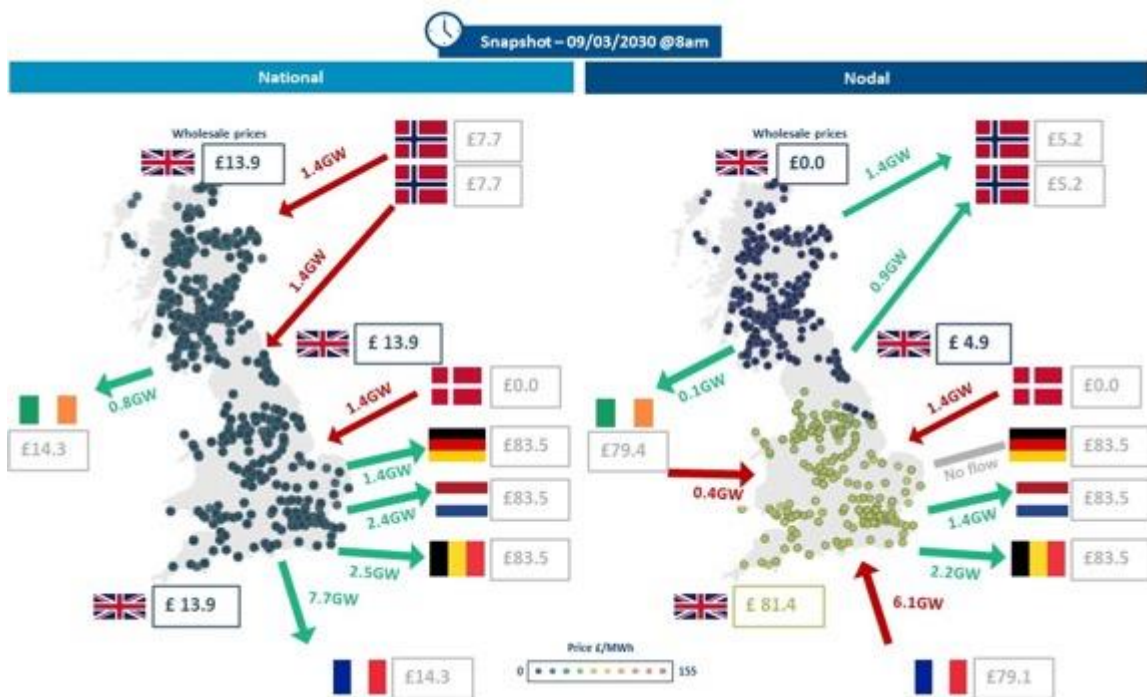 Snapshot – 09/03/2030 @8am
National
Wholesale prices
£13.9
£7.7
£7.7
1.4GW
1.4GW
£ 13.9
0.8GW
£14.3
1.4GW
£0.0
1.4GW
£83.5
2.4GW
£83.5
2.5GW
£83.5
£ 13.9
7.7GW
£14.3
Nodal
Wholesale prices
£0.0
1.4GW
£5.2
£5.2
0.9GW
£ 4.9
0.1GW
£79.4
0.4GW
1.4GW
£0.0
No flow
£83.5
1.4GW
£83.5
2.2GW
£83.5
£ 81.4
6.1GW
£79.1
Price £/MWh
0 155